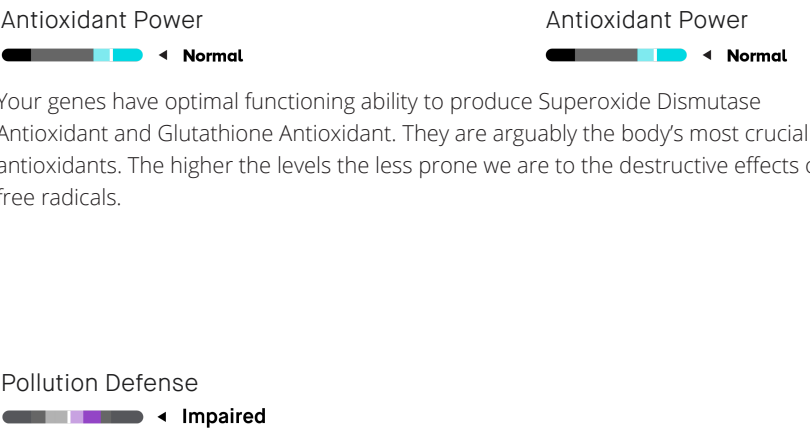 Antioxidant Power
Antioxidant Power
Normal
Normal
Your genes have optimal functioning ability to produce Superoxide Dismutase
Antioxidant and Glutathione Antioxidant. They are arguably the body’s most crucial
antioxidants. The higher the levels the less prone we are to the destructive effects
free radicals.
Pollution Defense
Impaired